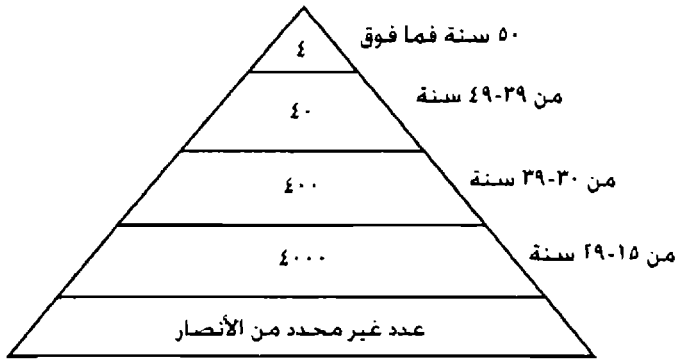 ٥٠ سنة فما فوق
٤
من ٣٩-٤٩ سنة
٤٠
من ٣٠-٣٩ سنة
٤٠٠
من ١٥-٢٩ سنة
٤٠٠٠
عدد غير محدد من الأنصار